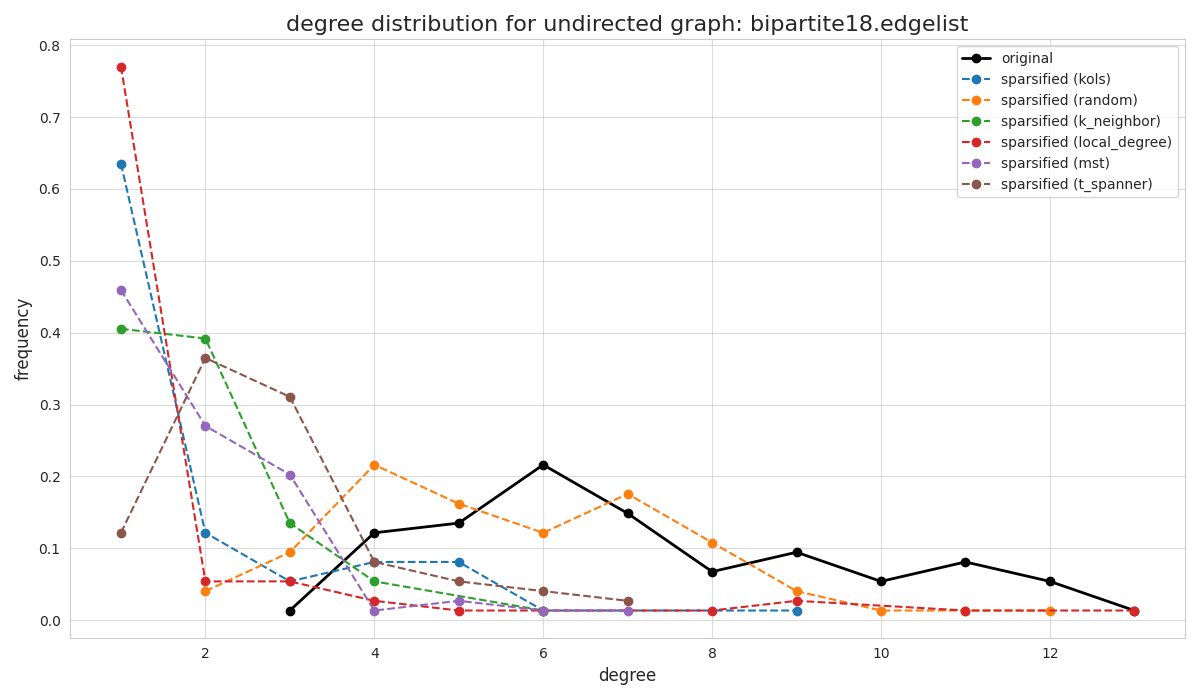 degree distribution for undirected graph: bipartite18.edgelist
original
sparsified (kols)
sparsified (random)
sparsified (k_neighbor)
sparsified (local_degree)
sparsified (mst)
sparsified (t_spanner)
frequency
0.8
0.7
0.6
0.5
0.4
0.3
0.2
0.1
0.0
2 4 6 8 10 12
degree